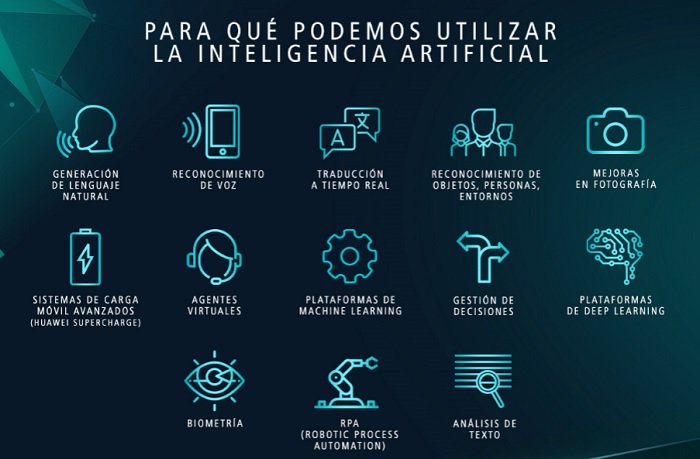 PARA QUÉ PODEMOS UTILIZAR
LA INTELIGENCIA ARTIFICIAL
GENERACIÓN
DE LENGUAJE
NATURAL
RECONOCIMIENTO
DE VOZ
A
文
TRADUCCIÓN
A TIEMPO REAL
RECONOCIMIENTO DE
OBJETOS, PERSONAS,
ENTORNOS
MEJORAS
EN FOTOGRAFÍA
SISTEMAS DE CARGA
MÓVIL AVANZADOS
(HUAWEI SUPERCHARGE)
AGENTES
VIRTUALES
PLATAFORMAS DE
MACHINE LEARNING
GESTIÓN DE
DECISIONES
PLATAFORMAS
DE DEEP LEARNING
BIOMETRÍA
RPA
(ROBOTIC PROCESS
AUTOMATION)
ANÁLISIS DE
TEXTO